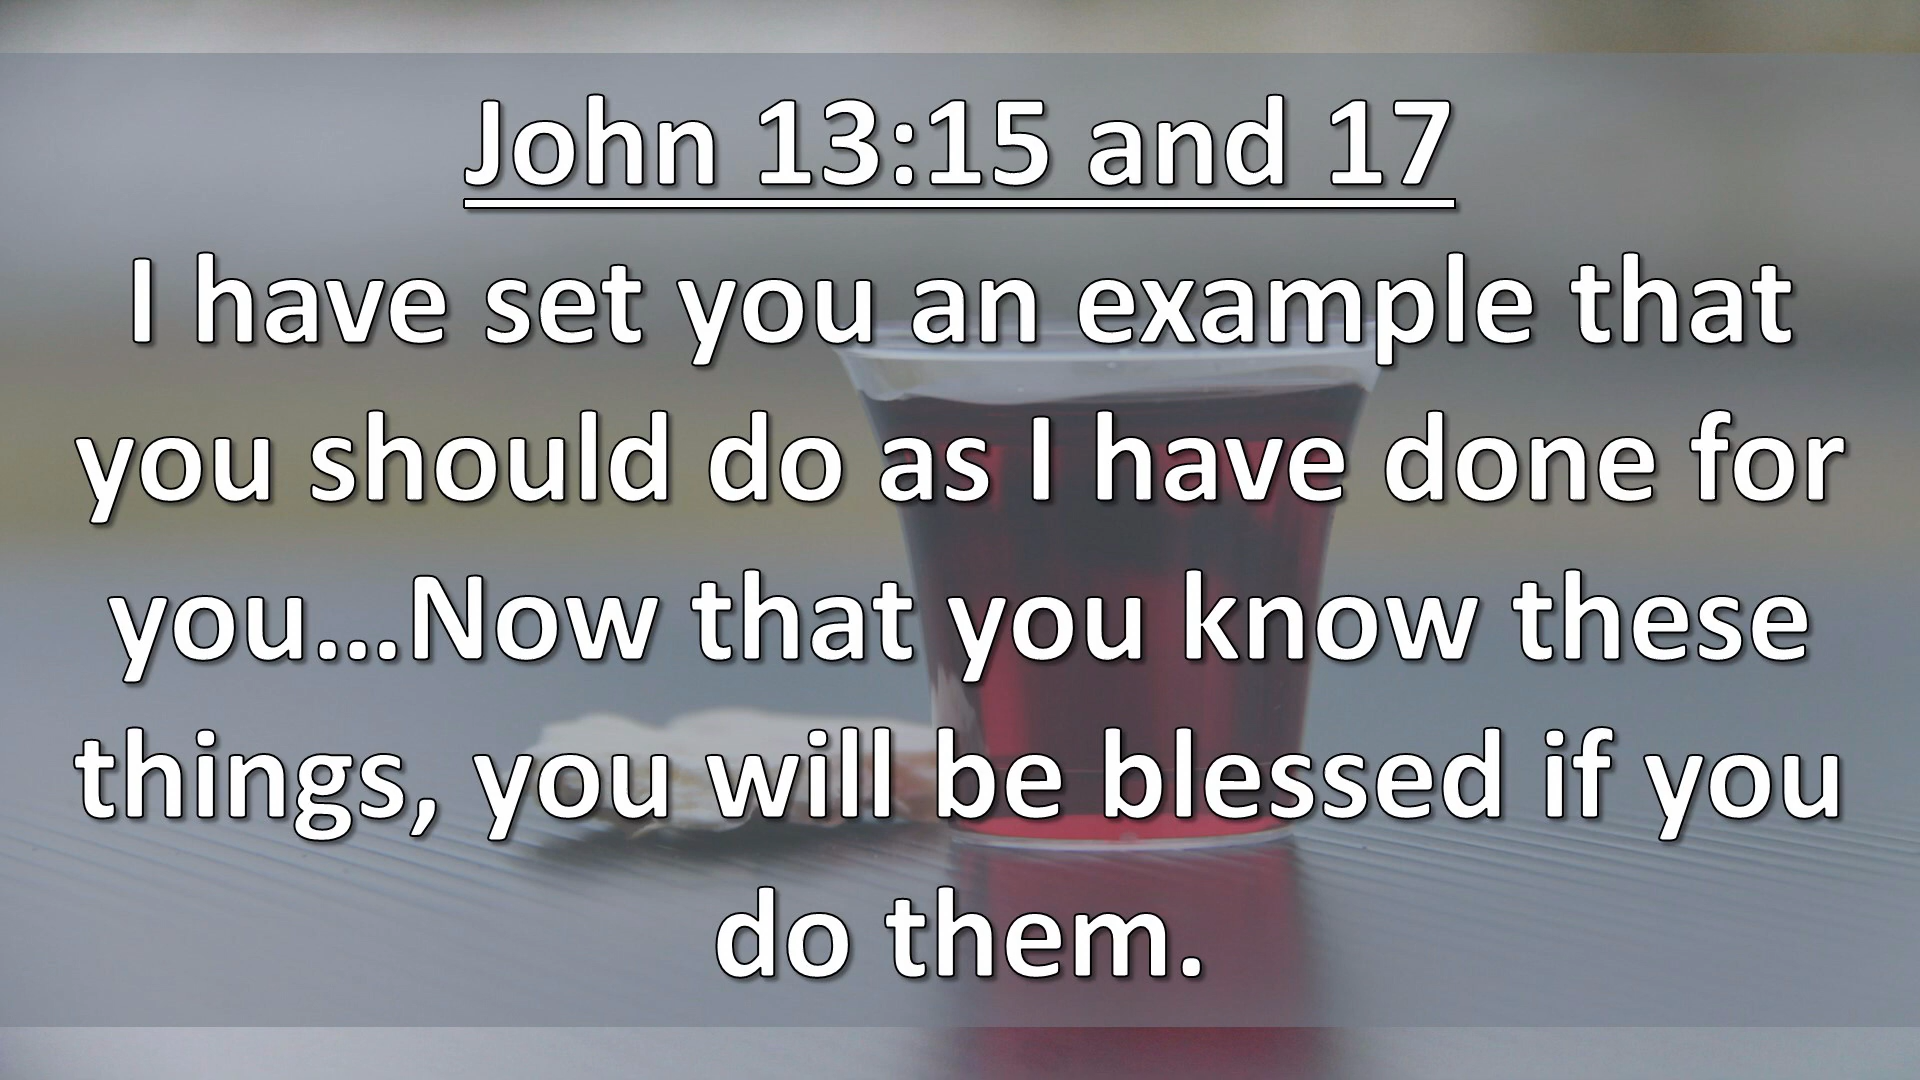 John 13:15 and 17
I have set you an example that
you should do as I have done for
you…Now that you know these
things, you will be blessed if you
do them.